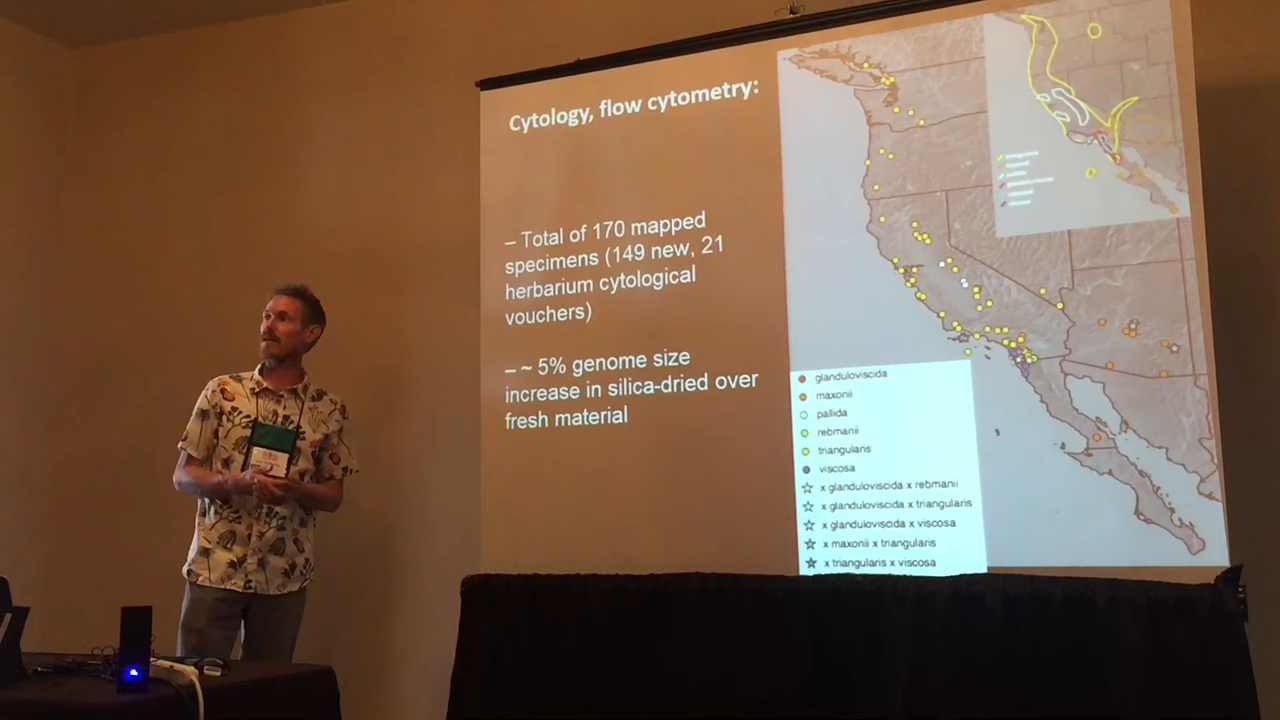 Cytology, flow cytometry:
– Total of 170 mapped
specimens (149 new, 21
herbarium cytological
vouchers)
– ~ 5% genome size
increase in silica-dried over
fresh material
glanduloviscida
maxonii
pallida
rebmanii
triangularis
viscosa
x glanduloviscida x rebmanii
x glanduloviscida x triangularis
x glanduloviscida x viscosa
x maxonii x triangularis
x triangularis x viscosa